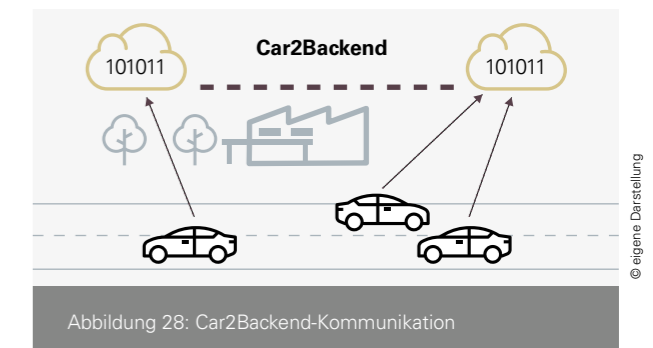 Car2Backend
101011
101011
© eigene Darstellung
Abbildung 28: Car2Backend-Kommunikation